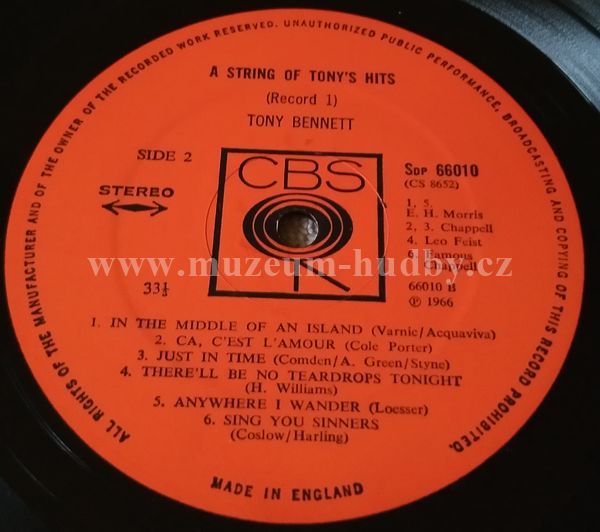 ALL RIGHTS OF THE MANUFACTURER AND OF THE OWNER OF THE RECORDED WORK RESERVED. UNAUTHORIZED PUBLIC PERFORMANCE, BROADCASTING AND COPYING OF THIS RECORD PROHIBITED.
A STRING OF TONY'S HITS
(Record 1)
TONY BENNETT
SIDE 2
STEREO
33⅓
CBS
SDP 66010
(CS 8652)
1. 5.
E. H. Morris
2, 3. Chappell
4. Leo Feist
6. Famous
Chappell
66010 B
℗ 1966
www.muzeum-hudby.cz
1. IN THE MIDDLE OF AN ISLAND (Varnic/Acquaviva)
2. CA, C'EST L'AMOUR (Cole Porter)
3. JUST IN TIME (Comden/A. Green/Styne)
4. THERE'LL BE NO TEARDROPS TONIGHT
(H. Williams)
5. ANYWHERE I WANDER (Loesser)
6. SING YOU SINNERS
(Coslow/Harling)
MADE IN ENGLAND